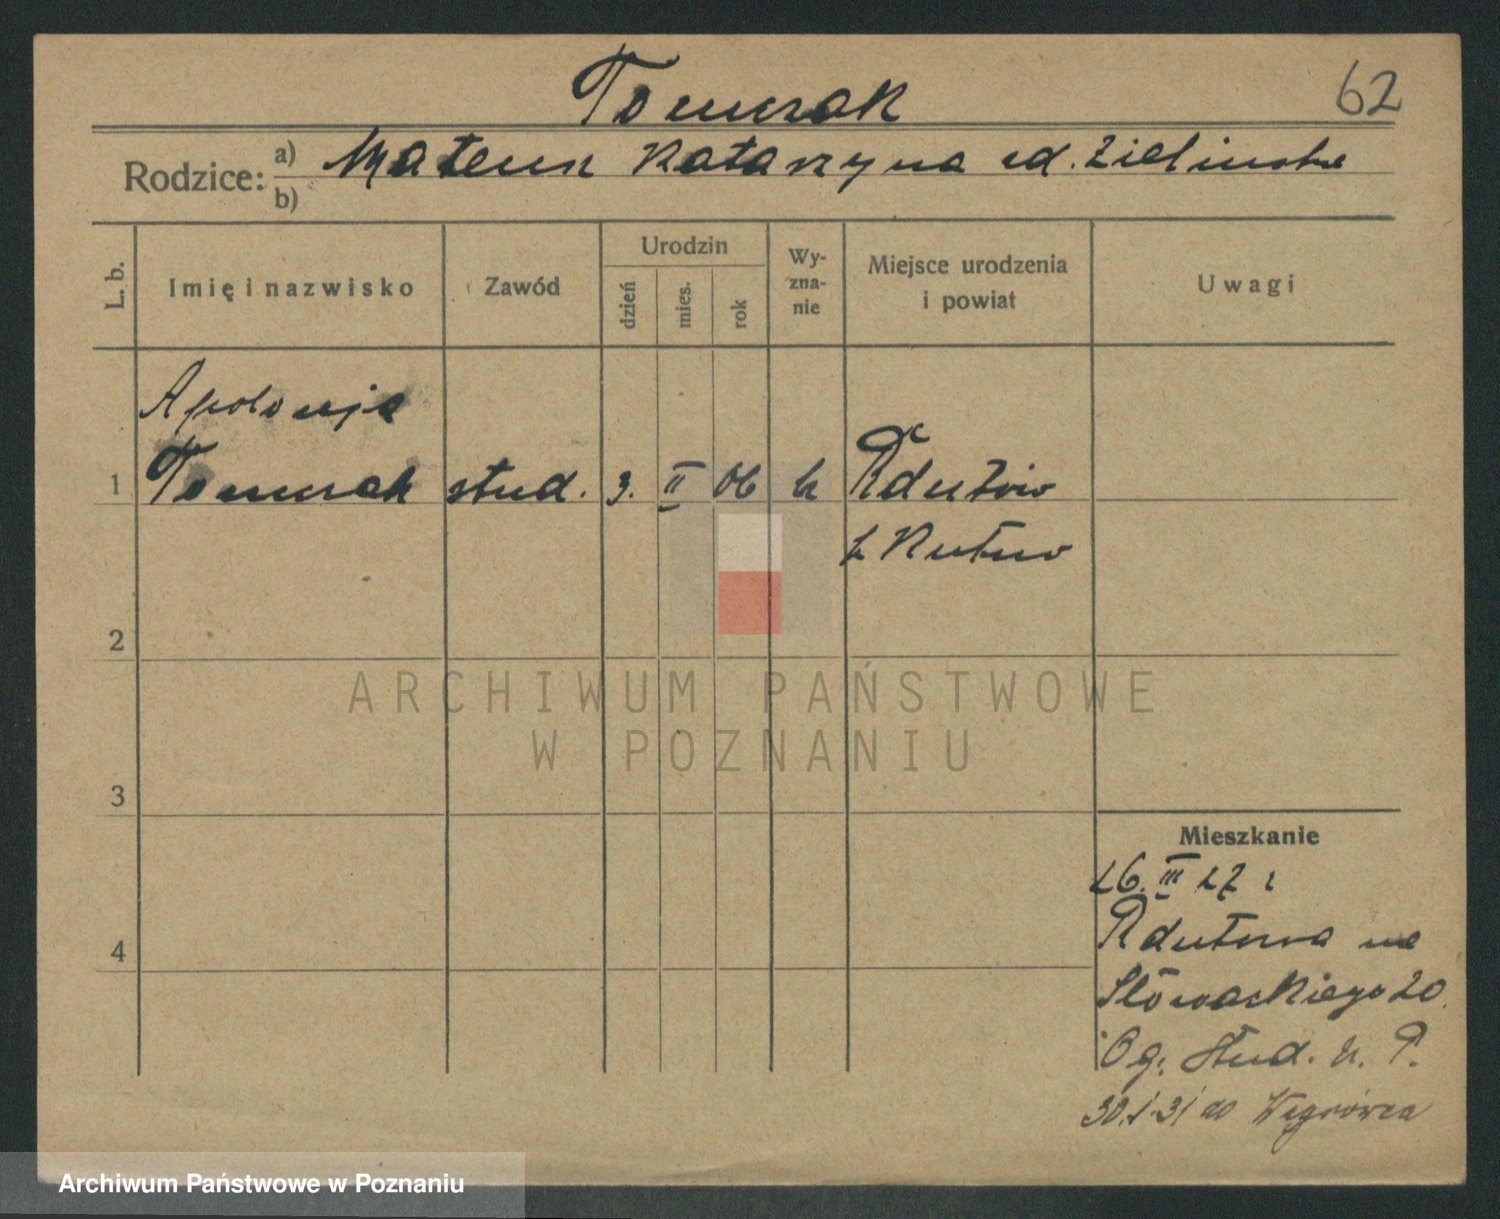 Tomczak
62
Rodzice: a) Mateusz Katarzyna zd. Zielińska
b)
L. b.
Imię i nazwisko
Zawód
Urodzin
dzień
mies.
rok
Wy-
zna-
nie
Miejsce urodzenia
i powiat
Uwagi
Apolonja
1 Tomczak stud. 3. II 06 k Rdutów
p. Kutno
2
ARCHIWUM PAŃSTWOWE
W POZNANIU
3
4
Mieszkanie
26. III 27 z
Rdutowa na
Słowackiego 20
Og. Stud. U. P.
30.1.31 do Wągrówca
Archiwum Państwowe w Poznaniu